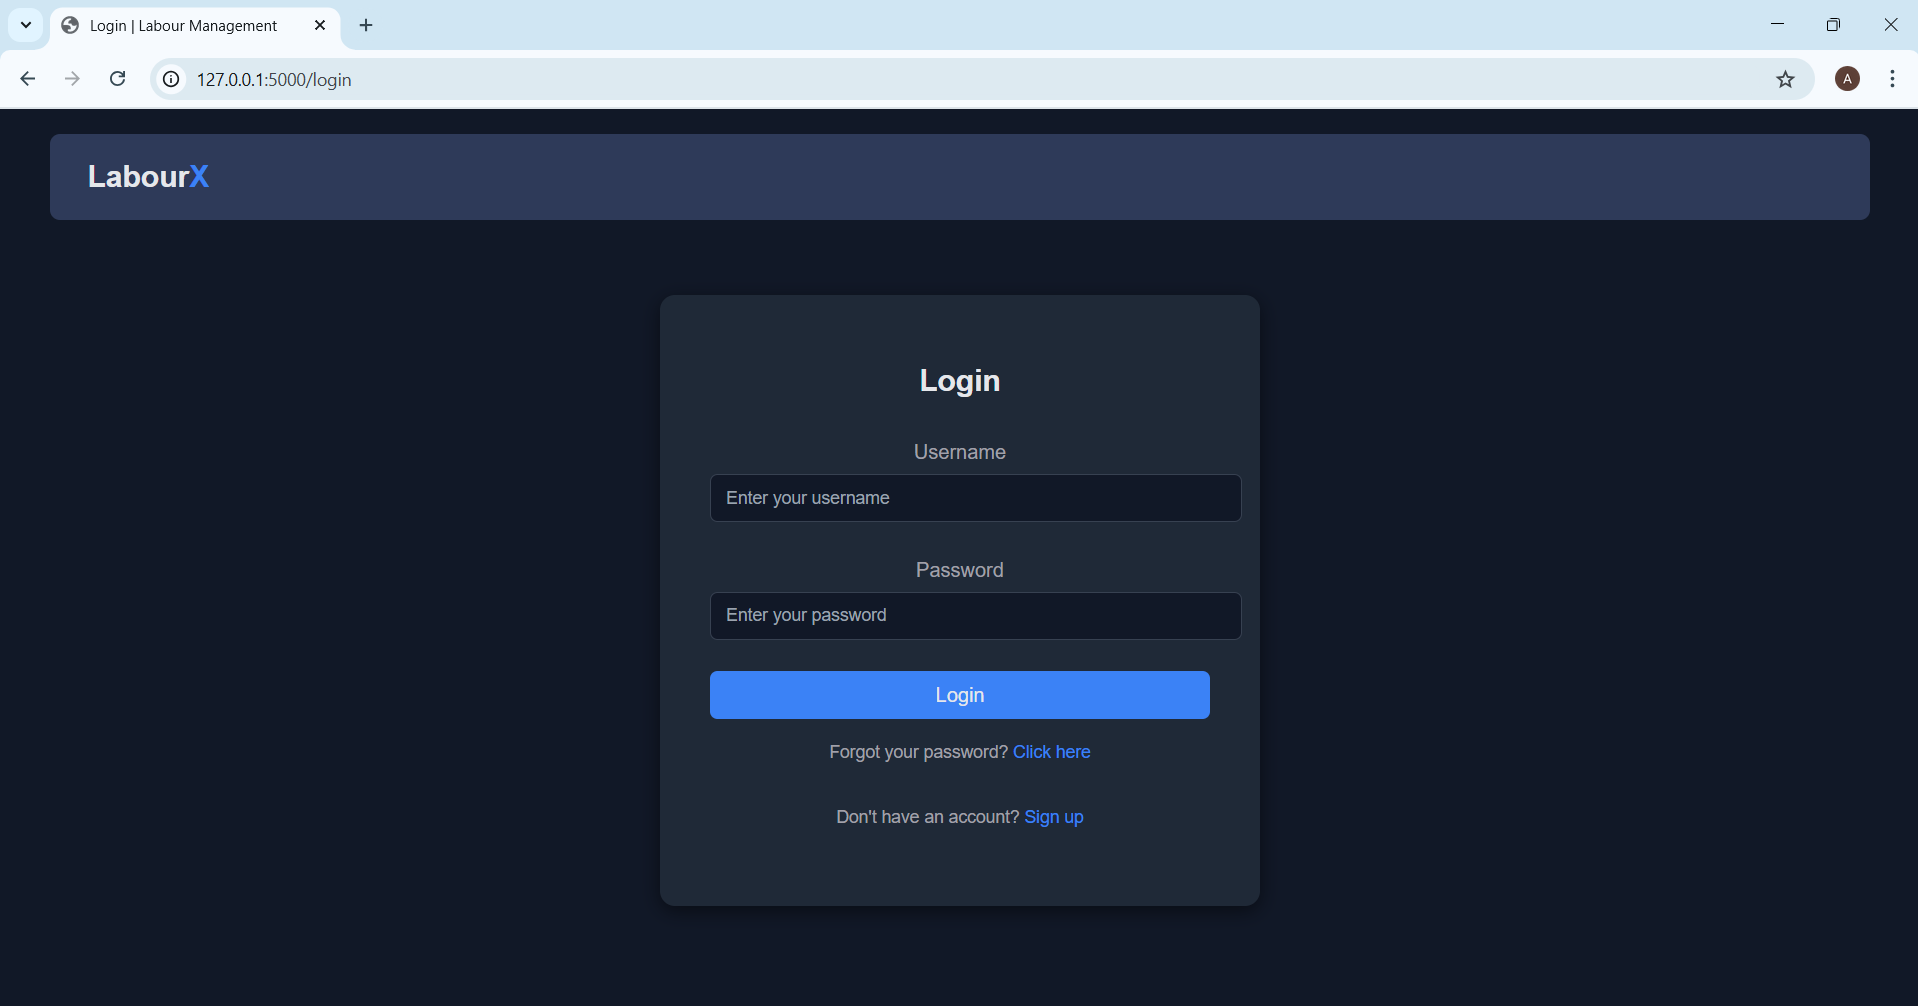 Login | Labour Management
127.0.0.1:5000/login
A
LabourX
Login
Username
Enter your username
Password
Enter your password
Login
Forgot your password? Click here
Don't have an account? Sign up